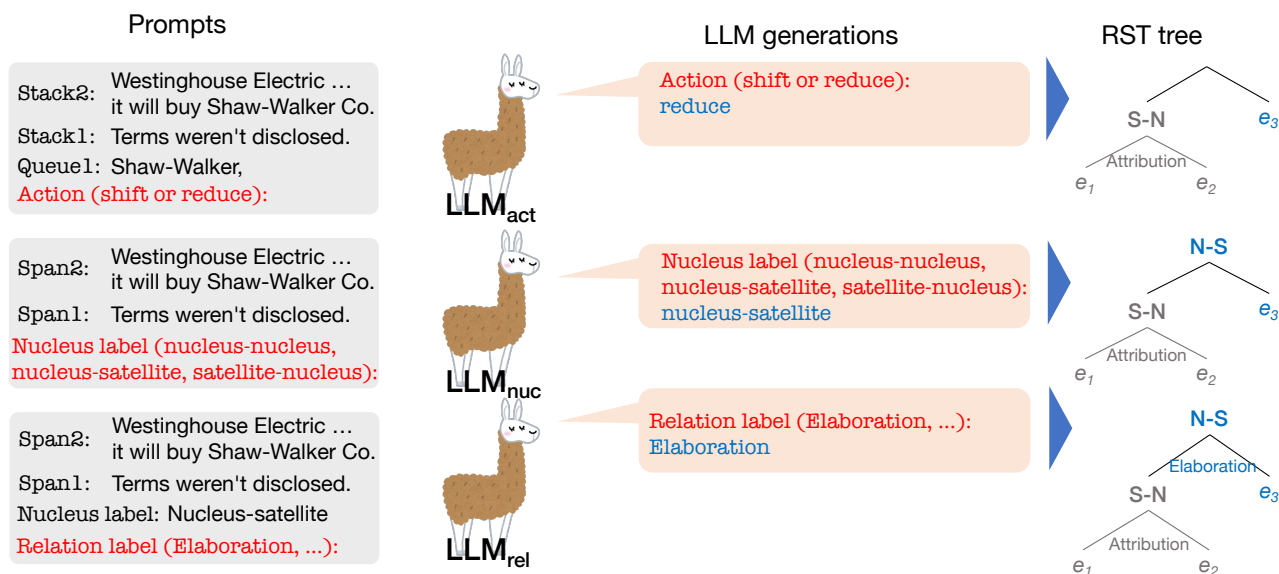 Prompts
LLM generations
RST tree
Stack2: Westinghouse Electric …
it will buy Shaw-Walker Co.
Stack1: Terms weren't disclosed.
Queue1: Shaw-Walker,
Action (shift or reduce):
LLMact
Action (shift or reduce):
reduce
S-N
e3
Attribution
e1
e2
Span2: Westinghouse Electric …
it will buy Shaw-Walker Co.
Span1: Terms weren't disclosed.
Nucleus label (nucleus-nucleus,
nucleus-satellite, satellite-nucleus):
LLMnuc
Nucleus label (nucleus-nucleus,
nucleus-satellite, satellite-nucleus):
nucleus-satellite
N-S
S-N
e3
Attribution
e1
e2
Span2: Westinghouse Electric …
it will buy Shaw-Walker Co.
Span1: Terms weren't disclosed.
Nucleus label: Nucleus-satellite
Relation label (Elaboration, ...):
LLMrel
Relation label (Elaboration, ...):
Elaboration
N-S
Elaboration
S-N
e3
Attribution
e1
e2